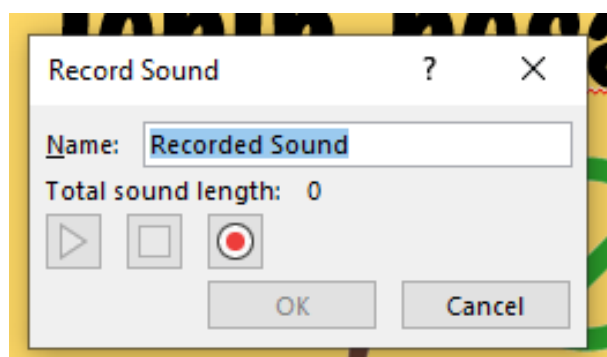 Record Sound ? ×
Name: Recorded Sound
Total sound length: 0
OK Cancel